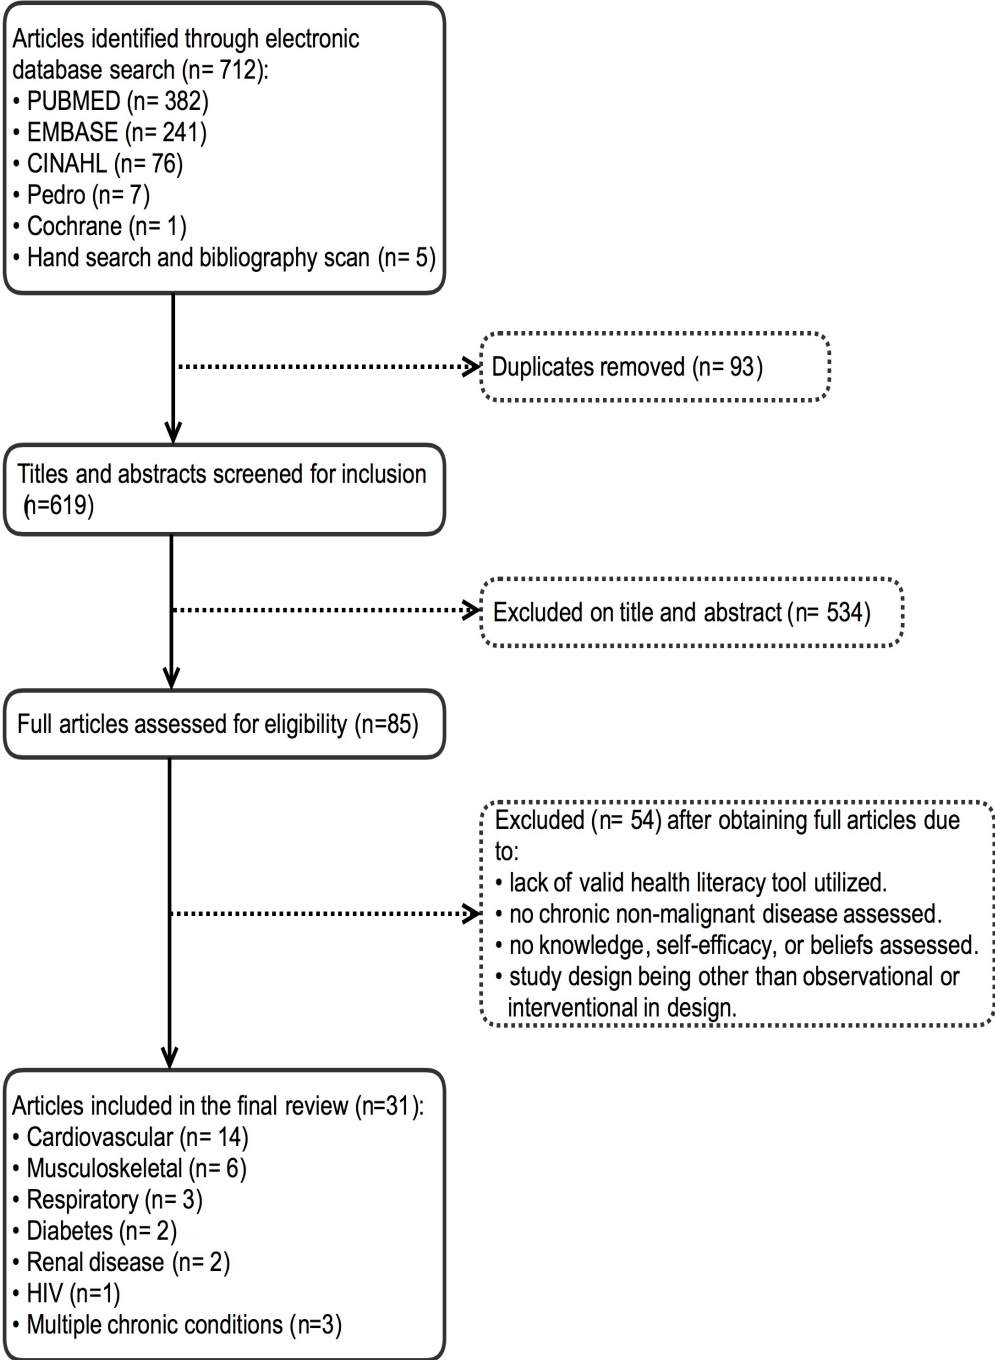 Articles identified through electronic
database search (n= 712):
• PUBMED (n= 382)
• EMBASE (n= 241)
• CINAHL (n= 76)
• Pedro (n= 7)
• Cochrane (n= 1)
• Hand search and bibliography scan (n= 5)
Duplicates removed (n= 93)
Titles and abstracts screened for inclusion
(n=619)
Excluded on title and abstract (n= 534)
Full articles assessed for eligibility (n=85)
Excluded (n= 54) after obtaining full articles due
to:
• lack of valid health literacy tool utilized.
• no chronic non-malignant disease assessed.
• no knowledge, self-efficacy, or beliefs assessed.
• study design being other than observational or
interventional in design.
Articles included in the final review (n=31):
• Cardiovascular (n= 14)
• Musculoskeletal (n= 6)
• Respiratory (n= 3)
• Diabetes (n= 2)
• Renal disease (n= 2)
• HIV (n=1)
• Multiple chronic conditions (n=3)